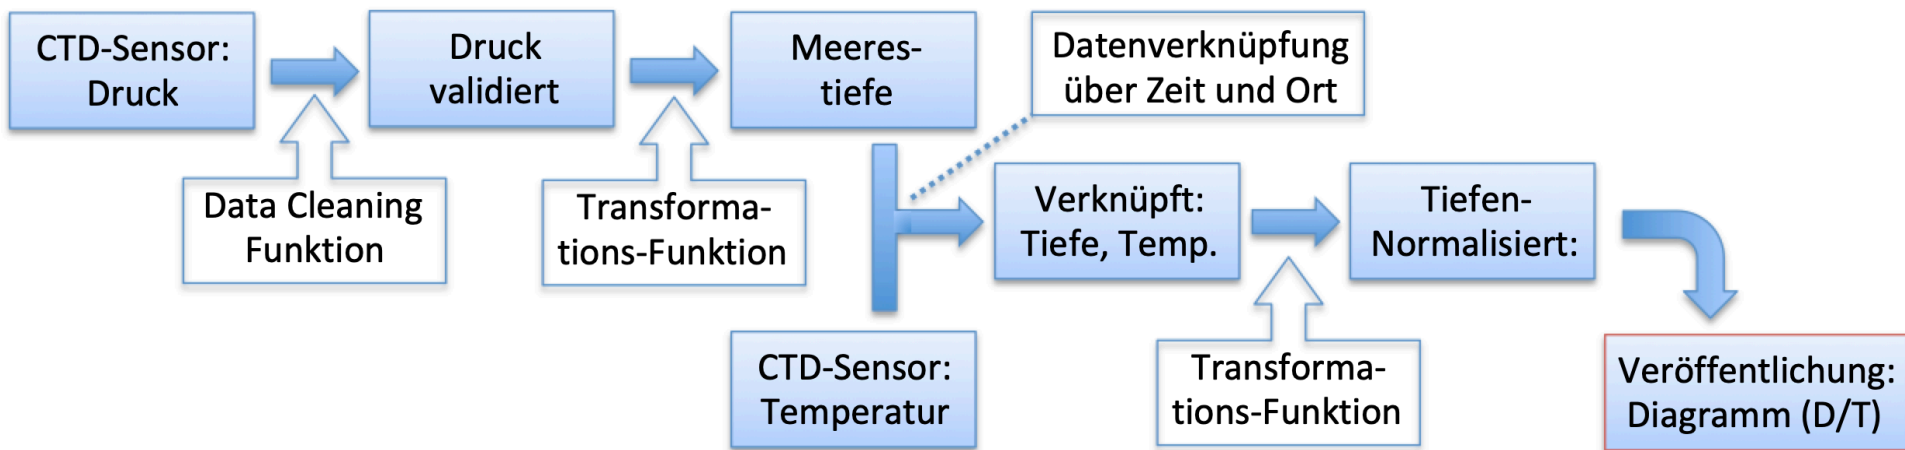 CTD-Sensor:
Druck
Druck
validiert
Meeres-
tiefe
Datenverknüpfung
über Zeit und Ort
Data Cleaning
Funktion
Transforma-
tions-Funktion
Verknüpft:
Tiefe, Temp.
Tiefen-
Normalisiert:
CTD-Sensor:
Temperatur
Transforma-
tions-Funktion
Veröffentlichung:
Diagramm (D/T)